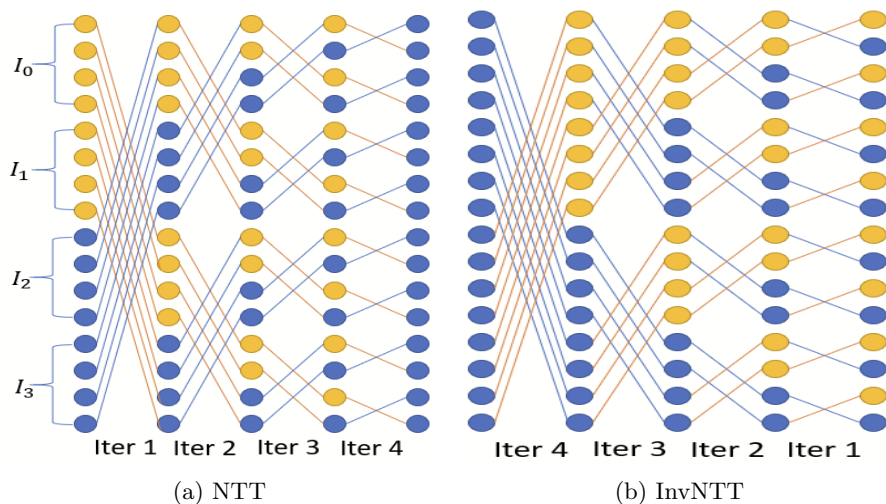 I₀
I₁
I₂
I₃
Iter 1 Iter 2 Iter 3 Iter 4
Iter 4 Iter 3 Iter 2 Iter 1
(a) NTT
(b) InvNTT